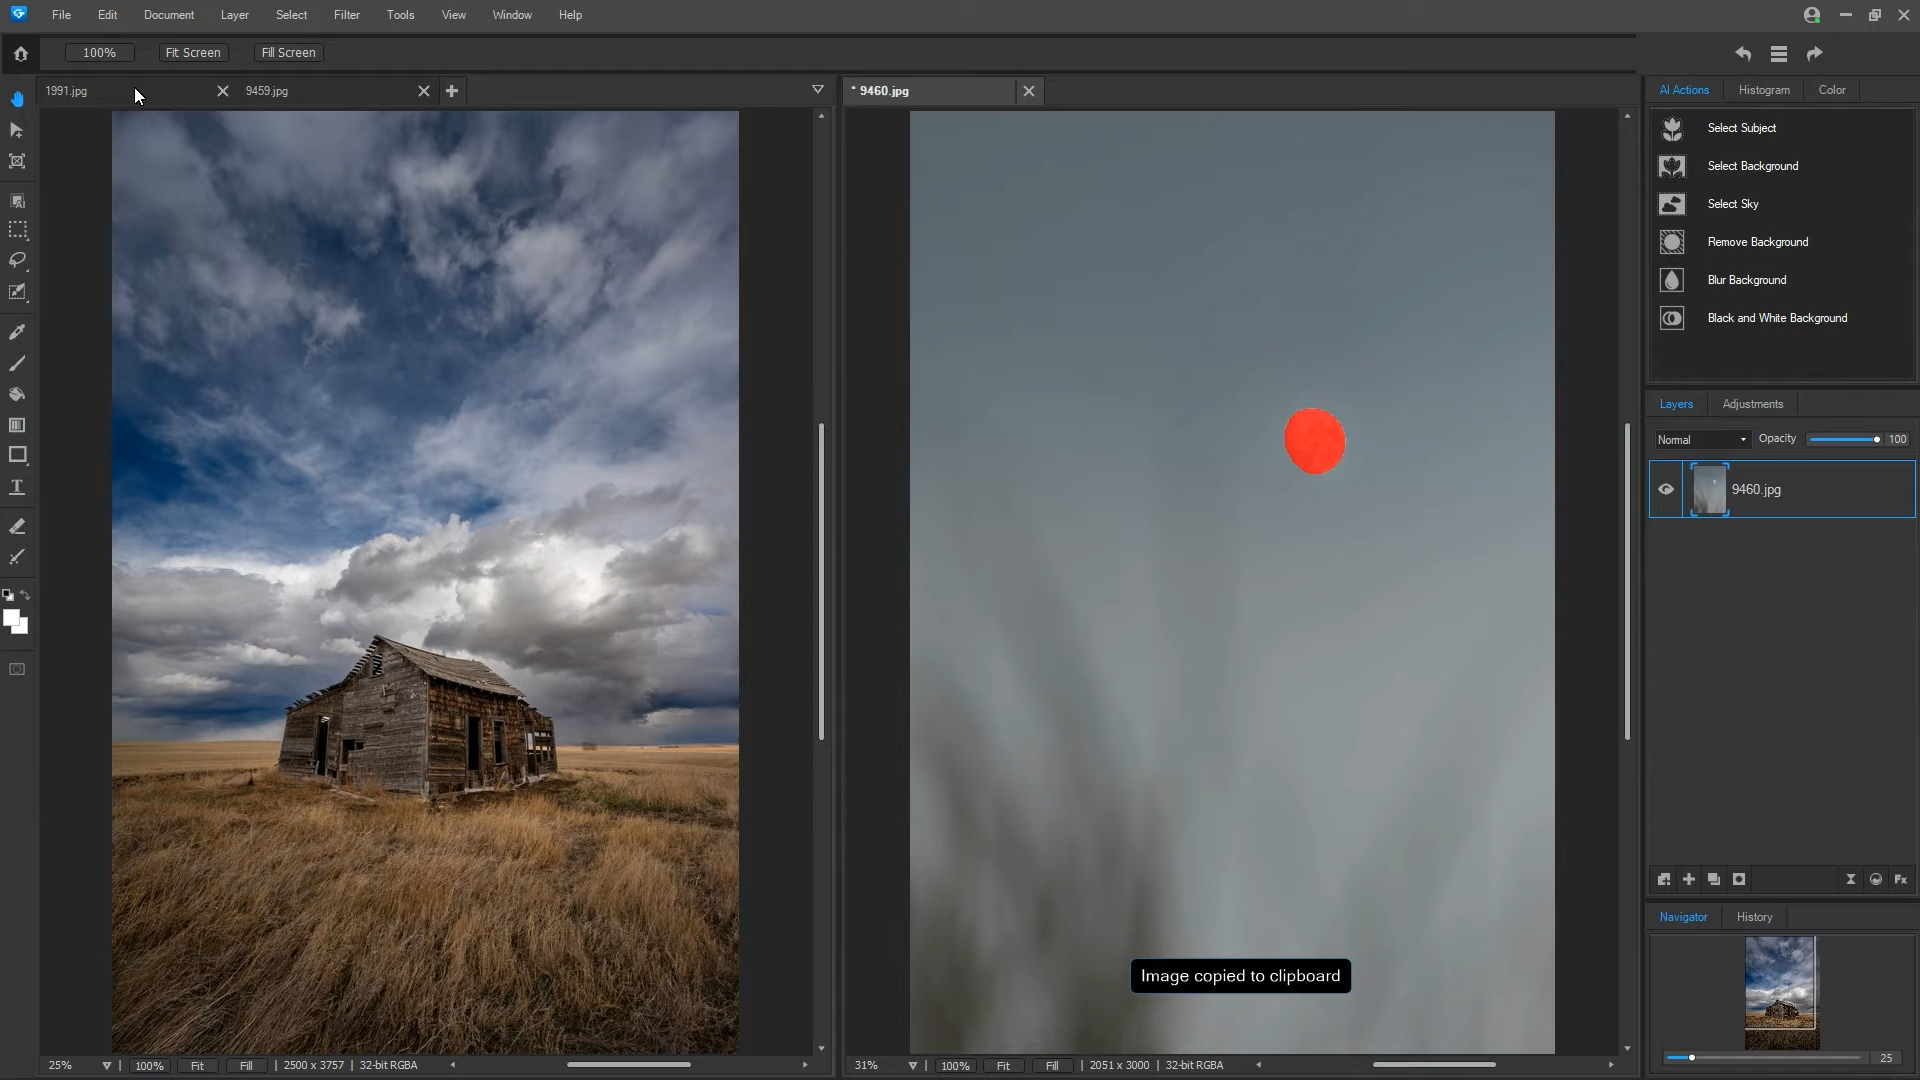 File Edit Document Layer Select Filter Tools View Window Help
100% Fit Screen Fill Screen
1991.jpg 9459.jpg
* 9460.jpg
AI Actions Histogram Color
Select Subject
Select Background
Select Sky
Remove Background
Blur Background
Black and White Background
Layers Adjustments
Normal Opacity 100
9460.jpg
Fx
Navigator History
25
Image copied to clipboard
25% 100% Fit Fill 2500 x 3757 32-bit RGBA
31% 100% Fit Fill 2051 x 3000 32-bit RGBA